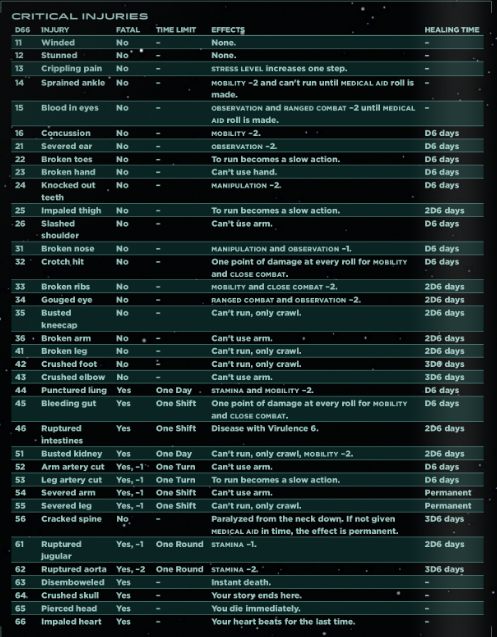 CRITICAL INJURIES
D66 INJURY FATAL TIME LIMIT EFFECTS HEALING TIME
11 Winded No – None. –
12 Stunned No – None. –
13 Crippling pain No – STRESS LEVEL increases one step. –
14 Sprained ankle No – MOBILITY –2 and can't run until MEDICAL AID roll is –
made.
15 Blood in eyes No – OBSERVATION and RANGED COMBAT –2 until MEDICAL –
AID roll is made.
16 Concussion No – MOBILITY –2. D6 days
21 Severed ear No – OBSERVATION –2. D6 days
22 Broken toes No – To run becomes a slow action. D6 days
23 Broken hand No – Can't use hand. D6 days
24 Knocked out No – MANIPULATION –2. D6 days
teeth
25 Impaled thigh No – To run becomes a slow action. 2D6 days
26 Slashed No – Can't use arm. D6 days
shoulder
31 Broken nose No – MANIPULATION and OBSERVATION –1. D6 days
32 Crotch hit No – One point of damage at every roll for MOBILITY D6 days
and CLOSE COMBAT.
33 Broken ribs No – MOBILITY and CLOSE COMBAT –2. 2D6 days
34 Gouged eye No – RANGED COMBAT and OBSERVATION –2. 2D6 days
35 Busted No – Can't run, only crawl. 2D6 days
kneecap
36 Broken arm No – Can't use arm. 2D6 days
41 Broken leg No – Can't run, only crawl. 2D6 days
42 Crushed foot No – Can't run, only crawl. 3D6 days
43 Crushed elbow No – Can't use arm. 3D6 days
44 Punctured lung Yes One Day STAMINA and MOBILITY –2. D6 days
45 Bleeding gut Yes One Shift One point of damage at every roll for MOBILITY D6 days
and CLOSE COMBAT.
46 Ruptured Yes One Shift Disease with Virulence 6. 2D6 days
intestines
51 Busted kidney Yes One Day Can't run, only crawl, MOBILITY –2. 2D6 days
52 Arm artery cut Yes, –1 One Turn Can't use arm. D6 days
53 Leg artery cut Yes, –1 One Turn To run becomes a slow action. D6 days
54 Severed arm Yes, –1 One Shift Can't use arm. Permanent
55 Severed leg Yes, –1 One Shift Can't run, only crawl. Permanent
56 Cracked spine No – Paralyzed from the neck down. If not given 3D6 days
MEDICAL AID in time, the effect is permanent.
61 Ruptured Yes, –1 One Round STAMINA –1. 2D6 days
jugular
62 Ruptured aorta Yes, –2 One Round STAMINA –2. 3D6 days
63 Disemboweled Yes – Instant death. –
64 Crushed skull Yes – Your story ends here. –
65 Pierced head Yes – You die immediately. –
66 Impaled heart Yes – Your heart beats for the last time. –